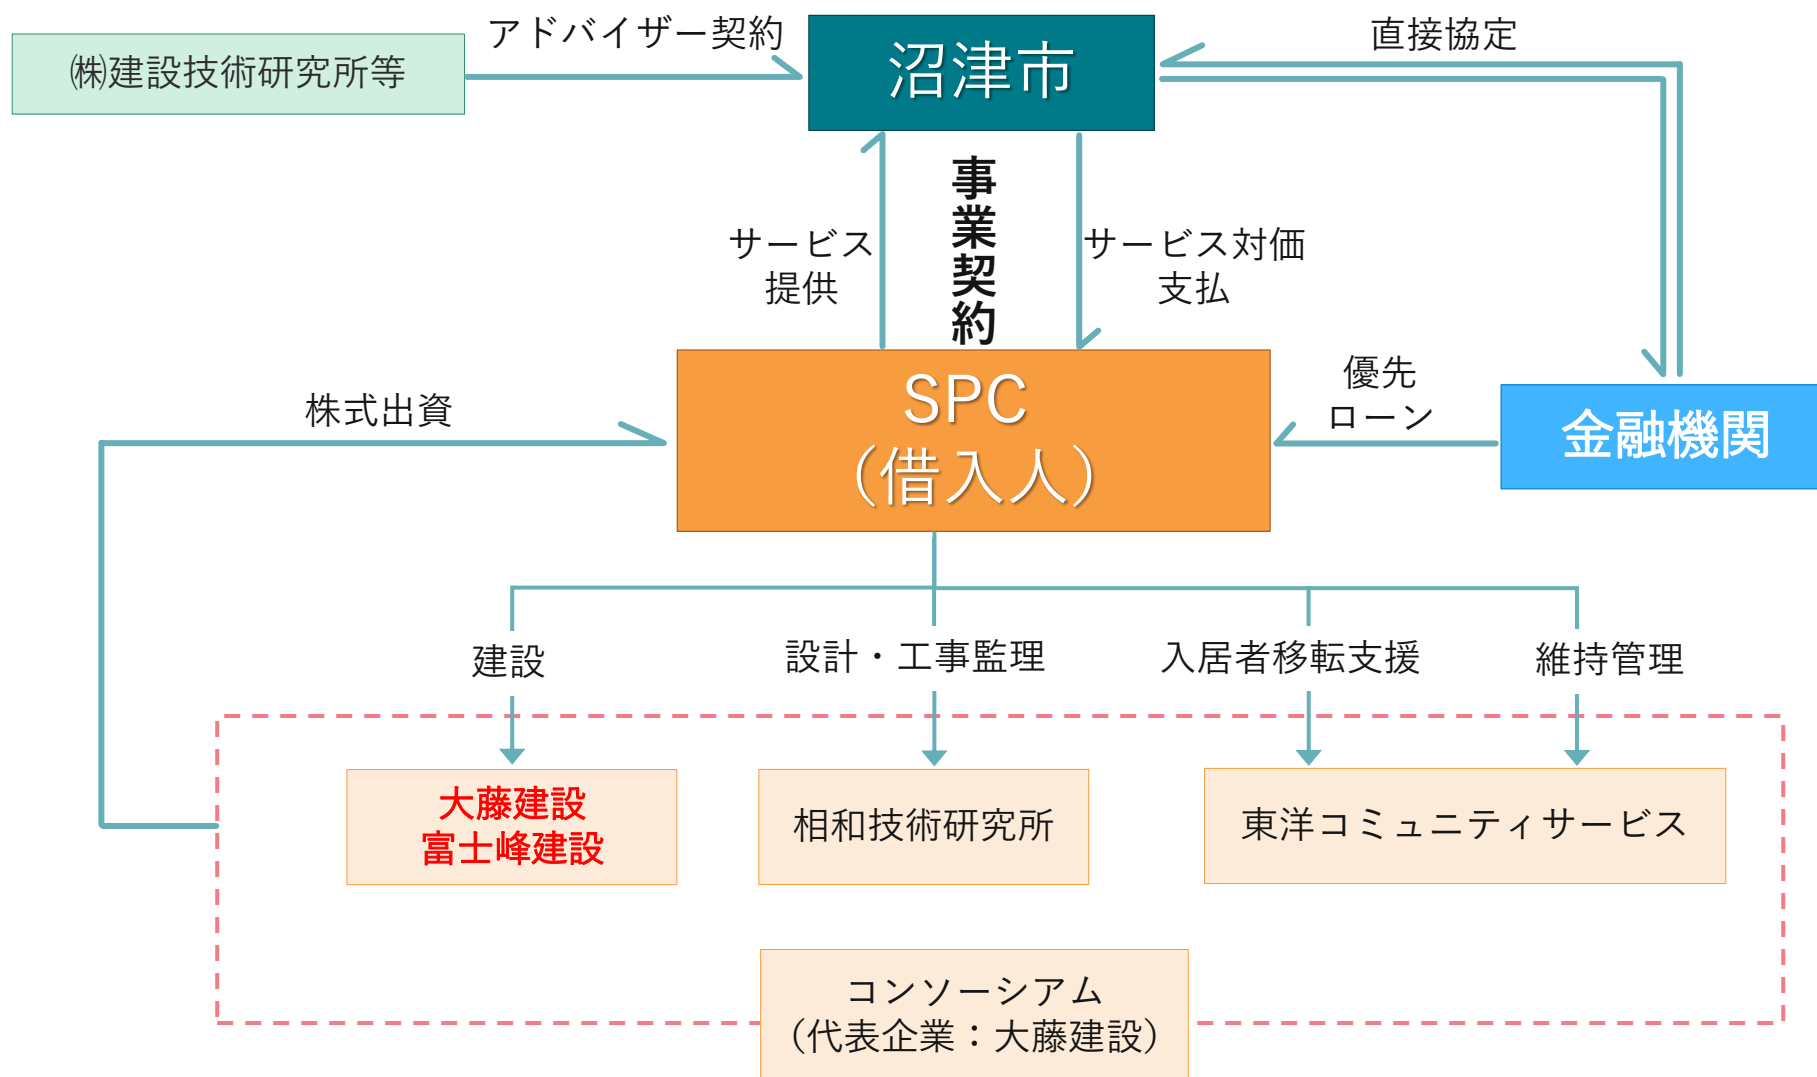 ㈱建設技術研究所等
アドバイザー契約
沼津市
直接協定
サービス
提供
事業契約
サービス対価
支払
株式出資
SPC
（借入人）
優先
ローン
金融機関
建設
設計・工事監理
入居者移転支援
維持管理
大藤建設
富士峰建設
相和技術研究所
東洋コミュニティサービス
コンソーシアム
（代表企業：大藤建設）